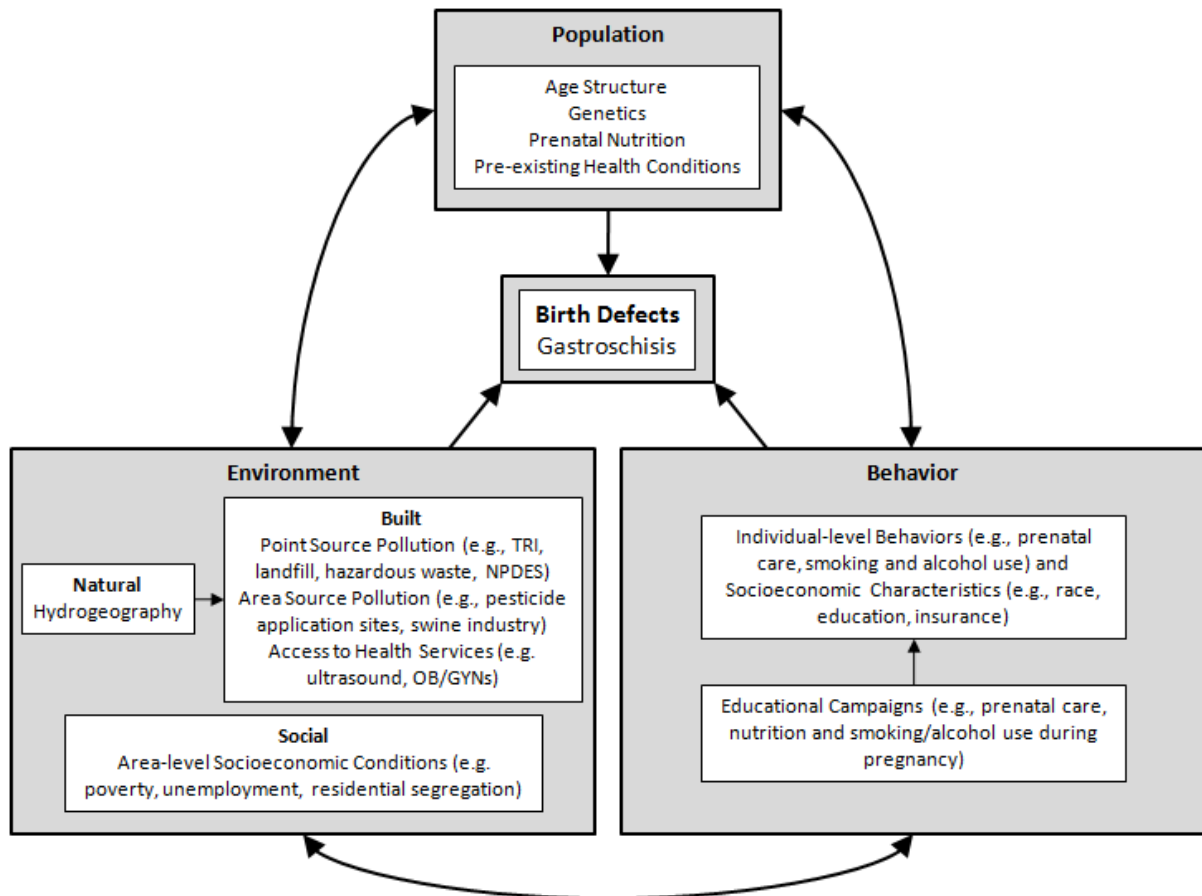 Population
Age Structure
Genetics
Prenatal Nutrition
Pre-existing Health Conditions
Birth Defects
Gastroschisis
Environment
Natural
Hydrogeography
Built
Point Source Pollution (e.g., TRI,
landfill, hazardous waste, NPDES)
Area Source Pollution (e.g., pesticide
application sites, swine industry)
Access to Health Services (e.g.
ultrasound, OB/GYNs)
Social
Area-level Socioeconomic Conditions (e.g.
poverty, unemployment, residential segregation)
Behavior
Individual-level Behaviors (e.g., prenatal
care, smoking and alcohol use) and
Socioeconomic Characteristics (e.g., race,
education, insurance)
Educational Campaigns (e.g., prenatal care,
nutrition and smoking/alcohol use during
pregnancy)